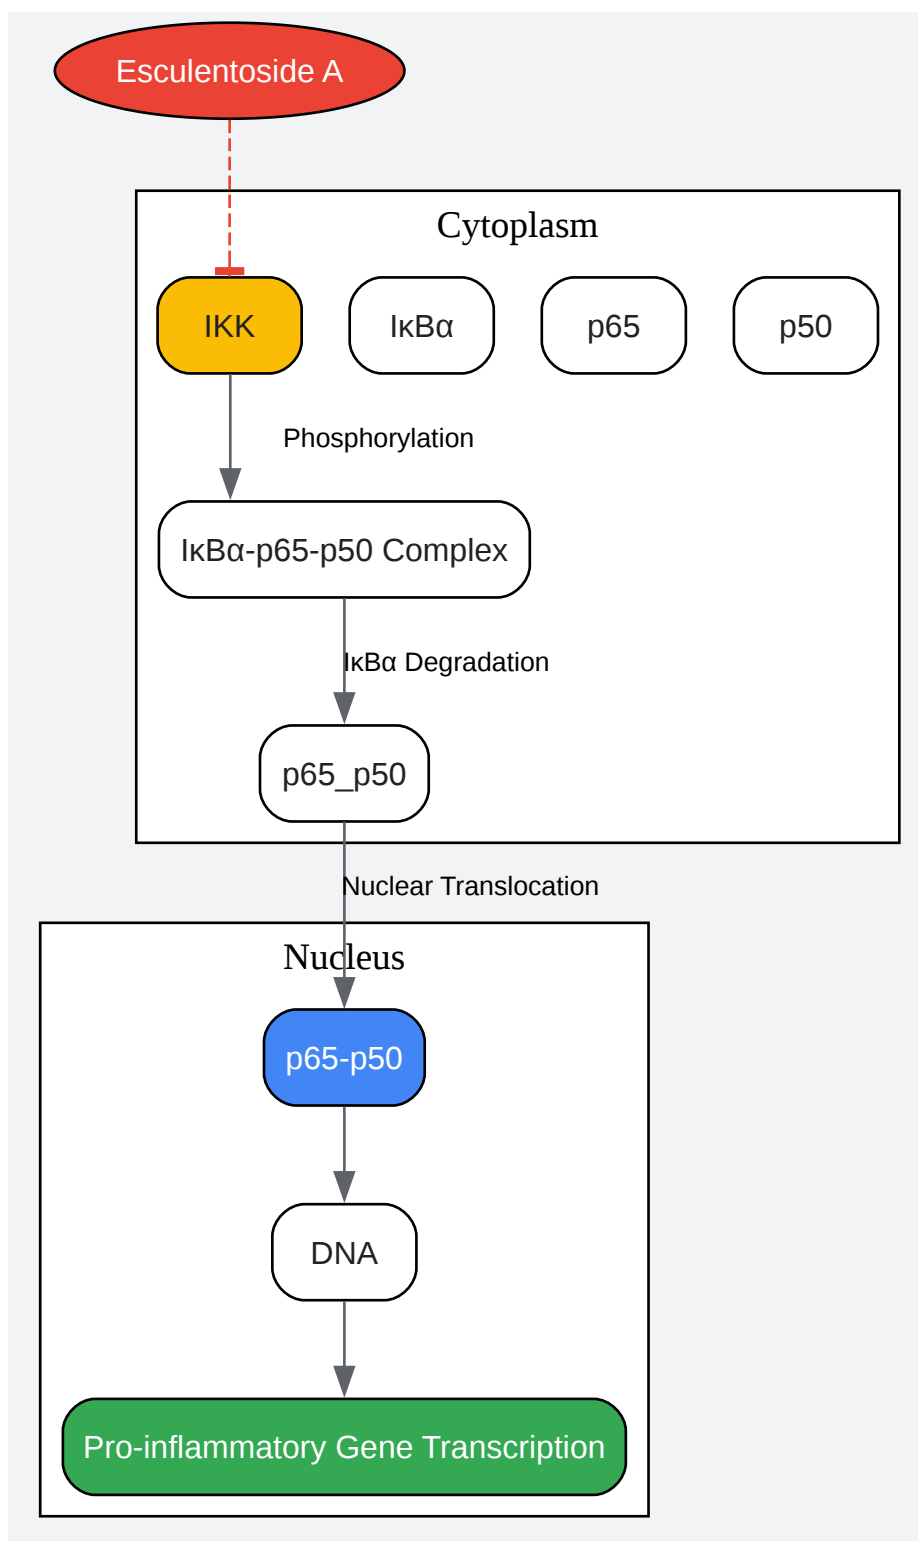 Esculentoside A
Cytoplasm
IKK
IκBα
p65
p50
Phosphorylation
IκBα-p65-p50 Complex
IκBα Degradation
p65_p50
Nuclear Translocation
Nucleus
p65-p50
DNA
Pro-inflammatory Gene Transcription